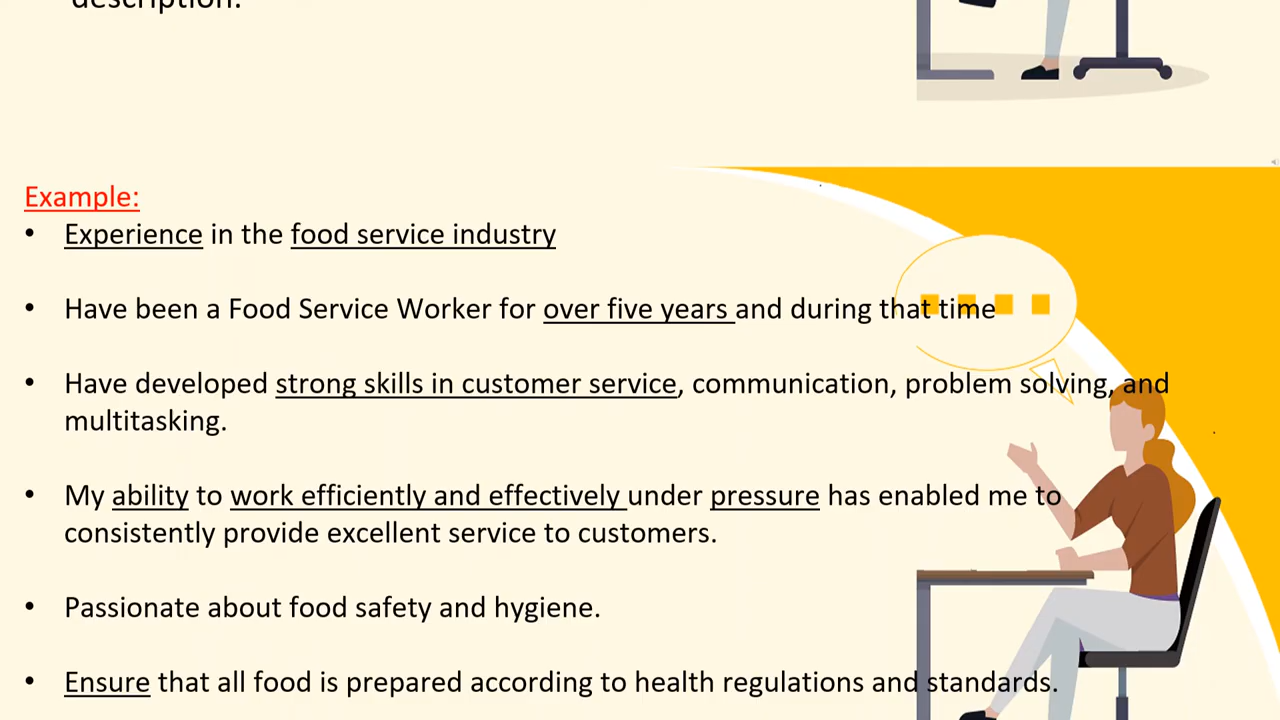 description.
Example:
• Experience in the food service industry
• Have been a Food Service Worker for over five years and during that time
• Have developed strong skills in customer service, communication, problem solving, and
multitasking.
• My ability to work efficiently and effectively under pressure has enabled me to
consistently provide excellent service to customers.
• Passionate about food safety and hygiene.
• Ensure that all food is prepared according to health regulations and standards.